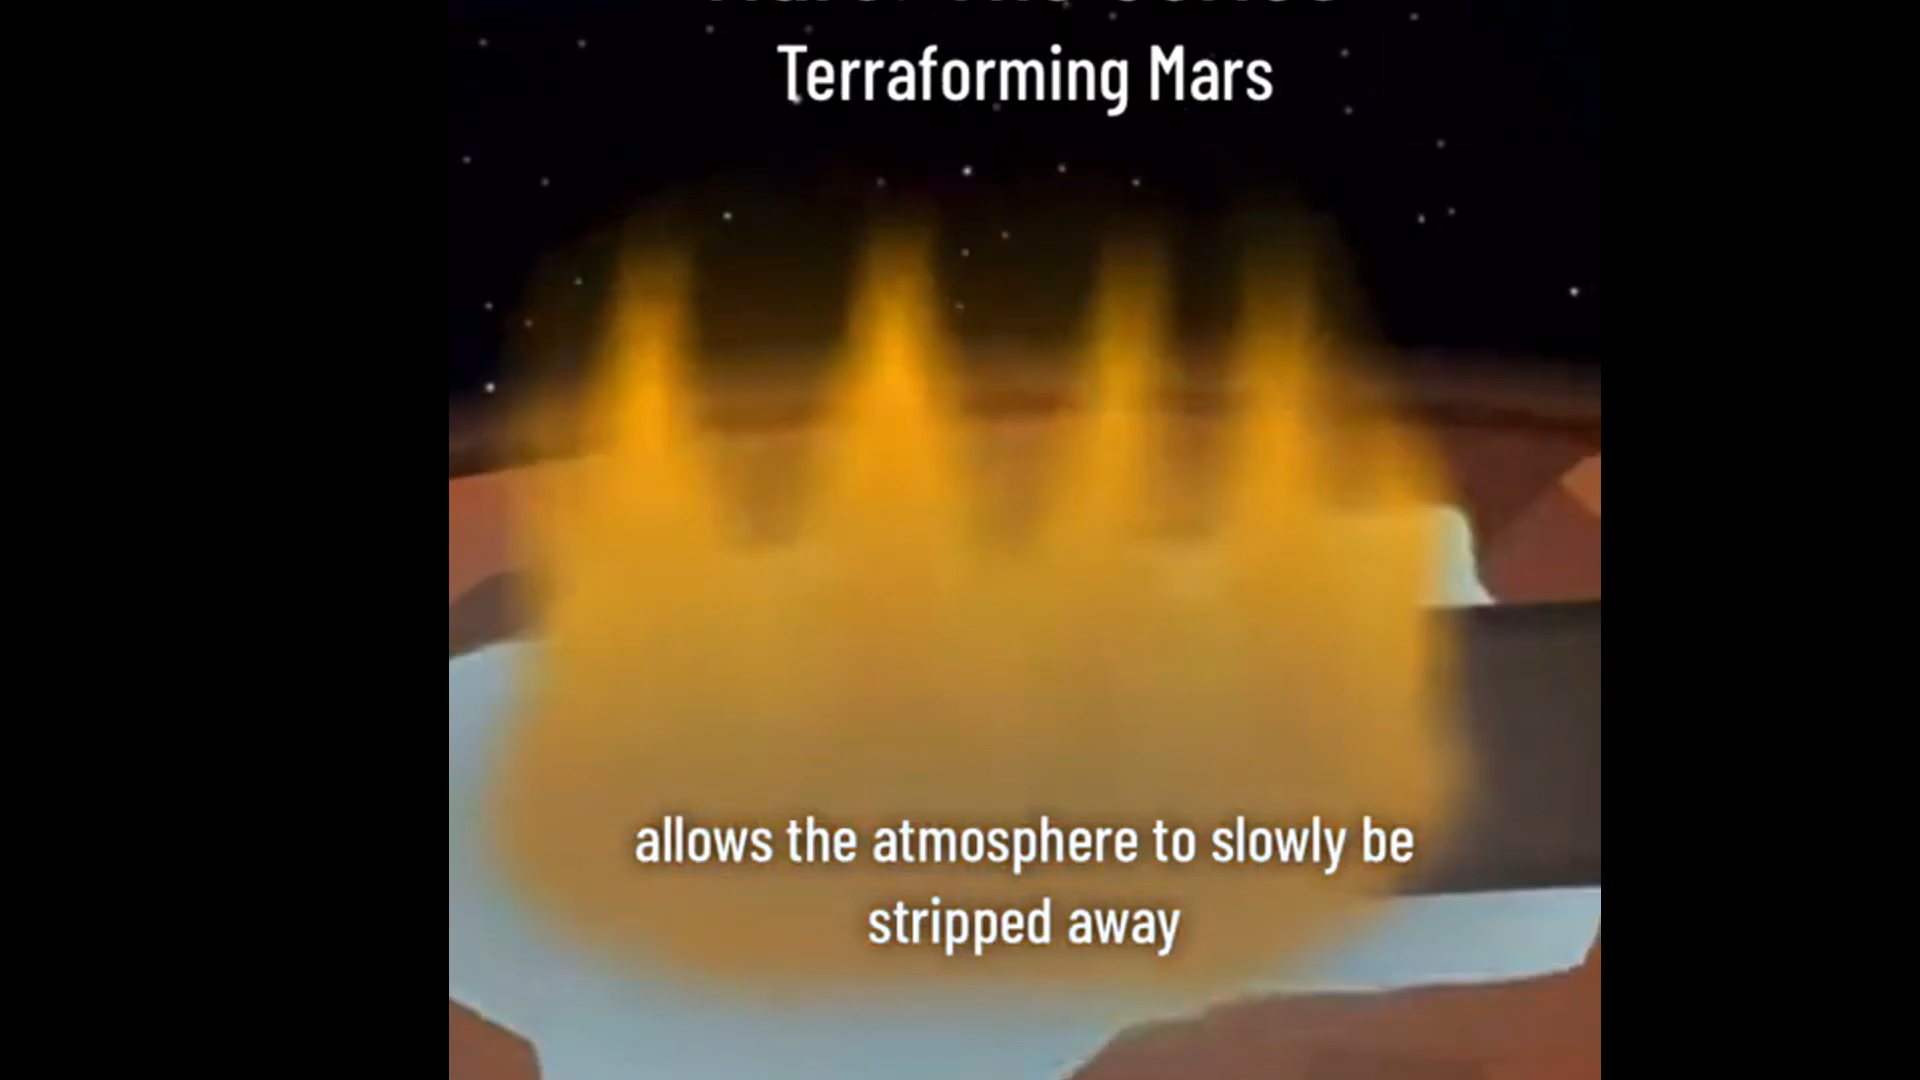 Terraforming Mars
allows the atmosphere to slowly be
stripped away